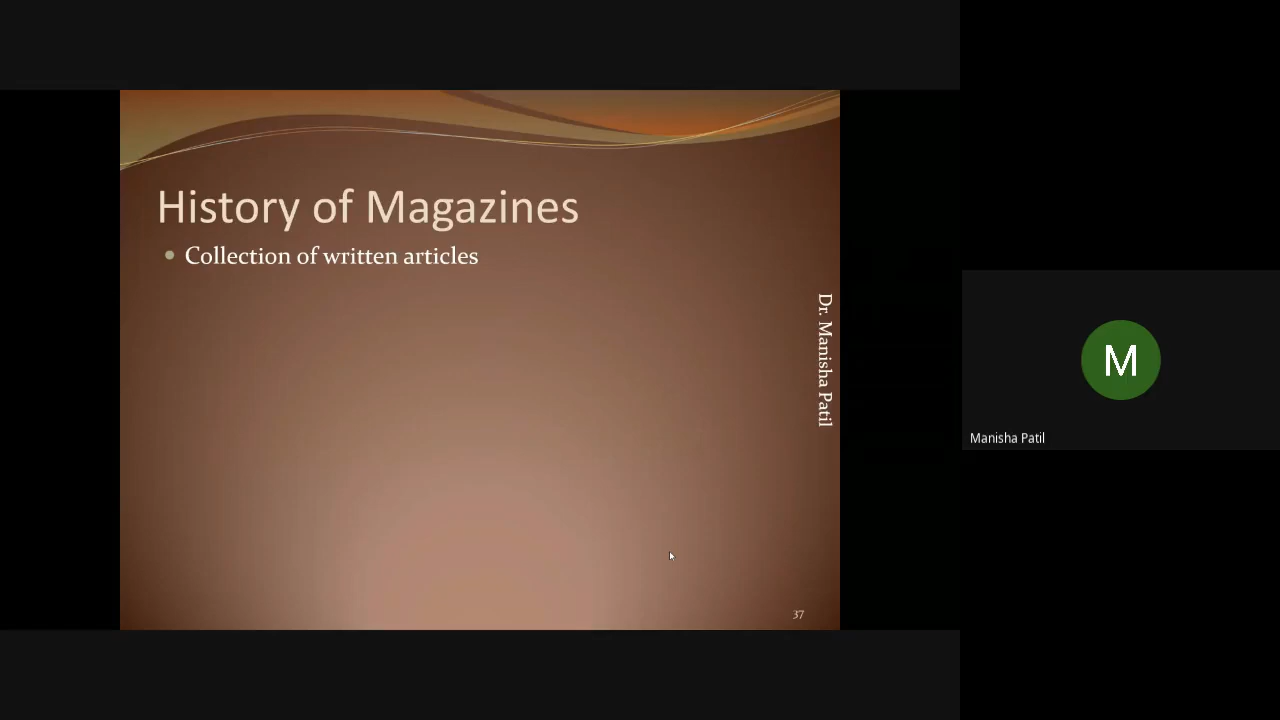 History of Magazines
Collection of written articles
Dr. Manisha Patil
37
M
Manisha Patil